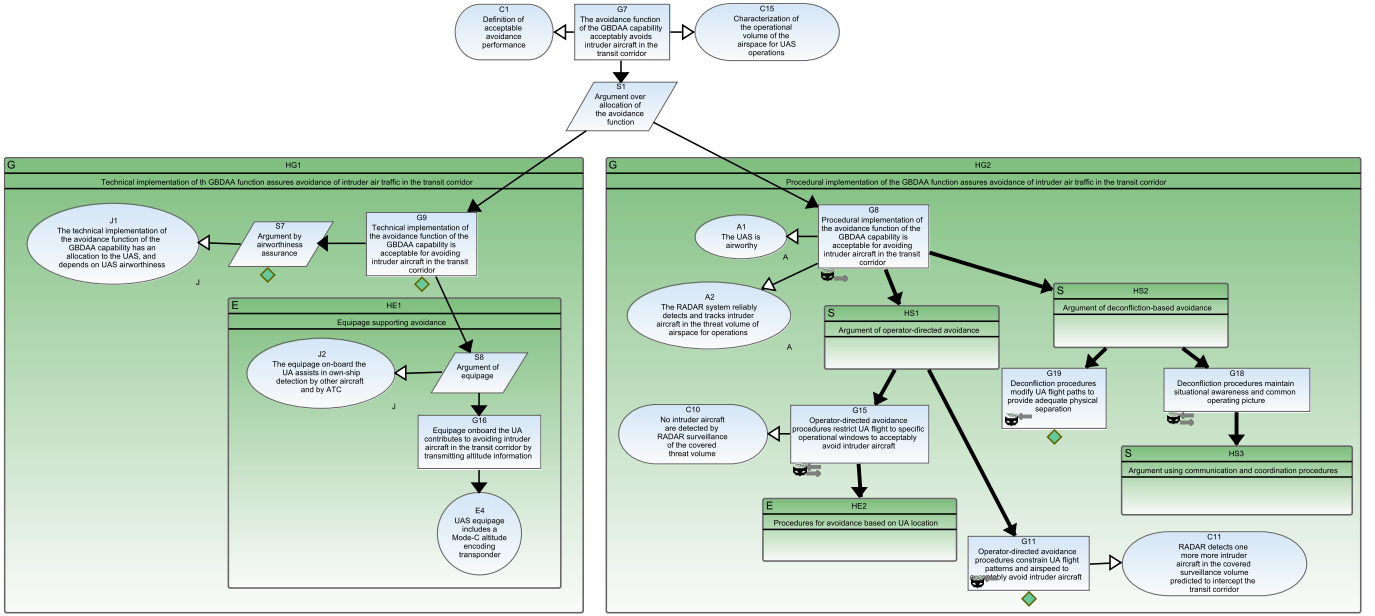 C1
Definition of
acceptable
avoidance
performance
G7
The avoidance function
of the GBDAA capability
acceptably avoids
intruder aircraft in the
transit corridor
C15
Characterization of
the operational
volume of the
airspace for UAS
operations
S1
Argument over
allocation of
the avoidance
function
G
HG1
Technical implementation of th GBDAA function assures avoidance of intruder air traffic in the transit corridor
J1
The technical implementation of
the avoidance function of the
GBDAA capability has an
allocation to the UAS, and
depends on UAS airworthiness
J
S7
Argument by
airworthiness
assurance
G9
Technical implementation of
the avoidance function of the
GBDAA capability is
acceptable for avoiding
intruder aircraft in the transit
corridor
E
HE1
Equipage supporting avoidance
J2
The equipage on-board the
UA assists in own-ship
detection by other aircraft
and by ATC
J
S8
Argument of
equipage
G16
Equipage onboard the UA
contributes to avoiding intruder
aircraft in the transit corridor by
transmitting altitude information
E4
UAS equipage
includes a
Mode-C altitude
encoding
transponder
G
HG2
Procedural implementation of the GBDAA function assures avoidance of intruder air traffic in the transit corridor
A1
The UAS is
airworthy
A
G8
Procedural implementation of
the avoidance function of the
GBDAA capability is
acceptable for avoiding
intruder aircraft in the transit
corridor
A2
The RADAR system reliably
detects and tracks intruder
aircraft in the threat volume of
airspace for operations
A
S
HS1
Argument of operator-directed avoidance
S
HS2
Argument of deconfliction-based avoidance
G19
Deconfliction procedures
modify UA flight paths to
provide adequate physical
separation
G18
Deconfliction procedures maintain
situational awareness and common
operating picture
C10
No intruder aircraft
are detected by
RADAR surveillance
of the covered
threat volume
G15
Operator-directed avoidance
procedures restrict UA flight to specific
operational windows to acceptably
avoid intruder aircraft
S
HS3
Argument using communication and coordination procedures
E
HE2
Procedures for avoidance based on UA location
G11
Operator-directed avoidance
procedures constrain UA flight
patterns and airspeed to
acceptably avoid intruder aircraft
C11
RADAR detects one
more more intruder
aircraft in the covered
surveillance volume
predicted to intercept the
transit corridor